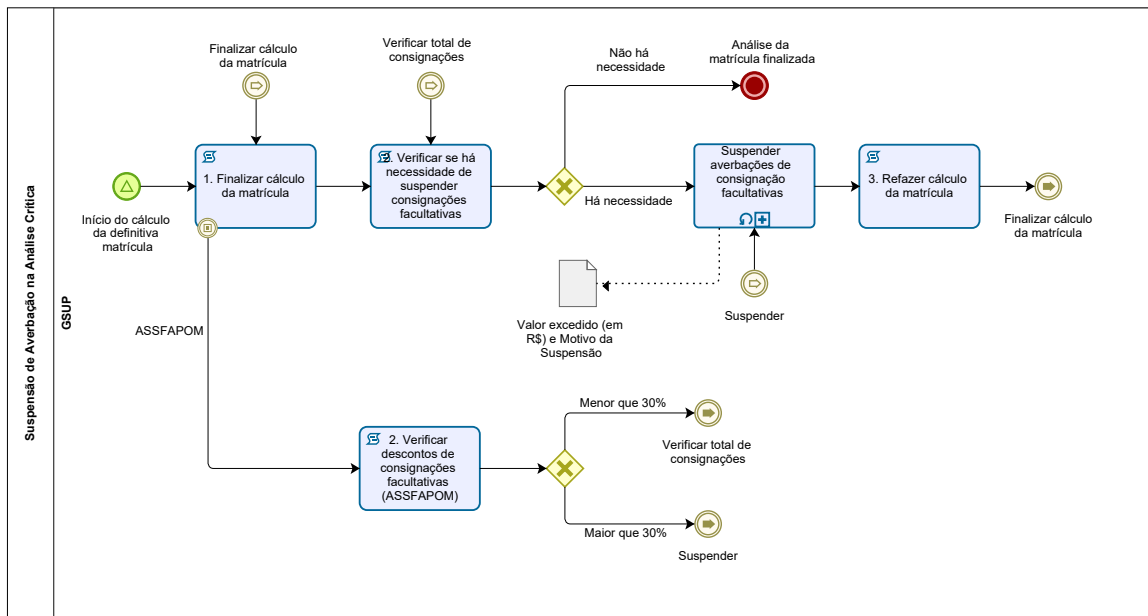 Suspensão de Averbação na Análise Crítica
GSUP
Finalizar cálculo
da matrícula
Verificar total de
consignações
Não há
necessidade
Análise da
matrícula finalizada
Início do cálculo
da definitiva
matrícula
1. Finalizar cálculo
da matrícula
Verificar se há
necessidade de
suspender
consignações
facultativas
Há necessidade
Suspender
averbações de
consignação
facultativas
3. Refazer cálculo
da matrícula
Finalizar cálculo
da matrícula
Suspender
Valor excedido (em
R$) e Motivo da
Suspensão
ASSFAPOM
2. Verificar
descontos de
consignações
facultativas
(ASSFAPOM)
Menor que 30%
Verificar total de
consignações
Maior que 30%
Suspender